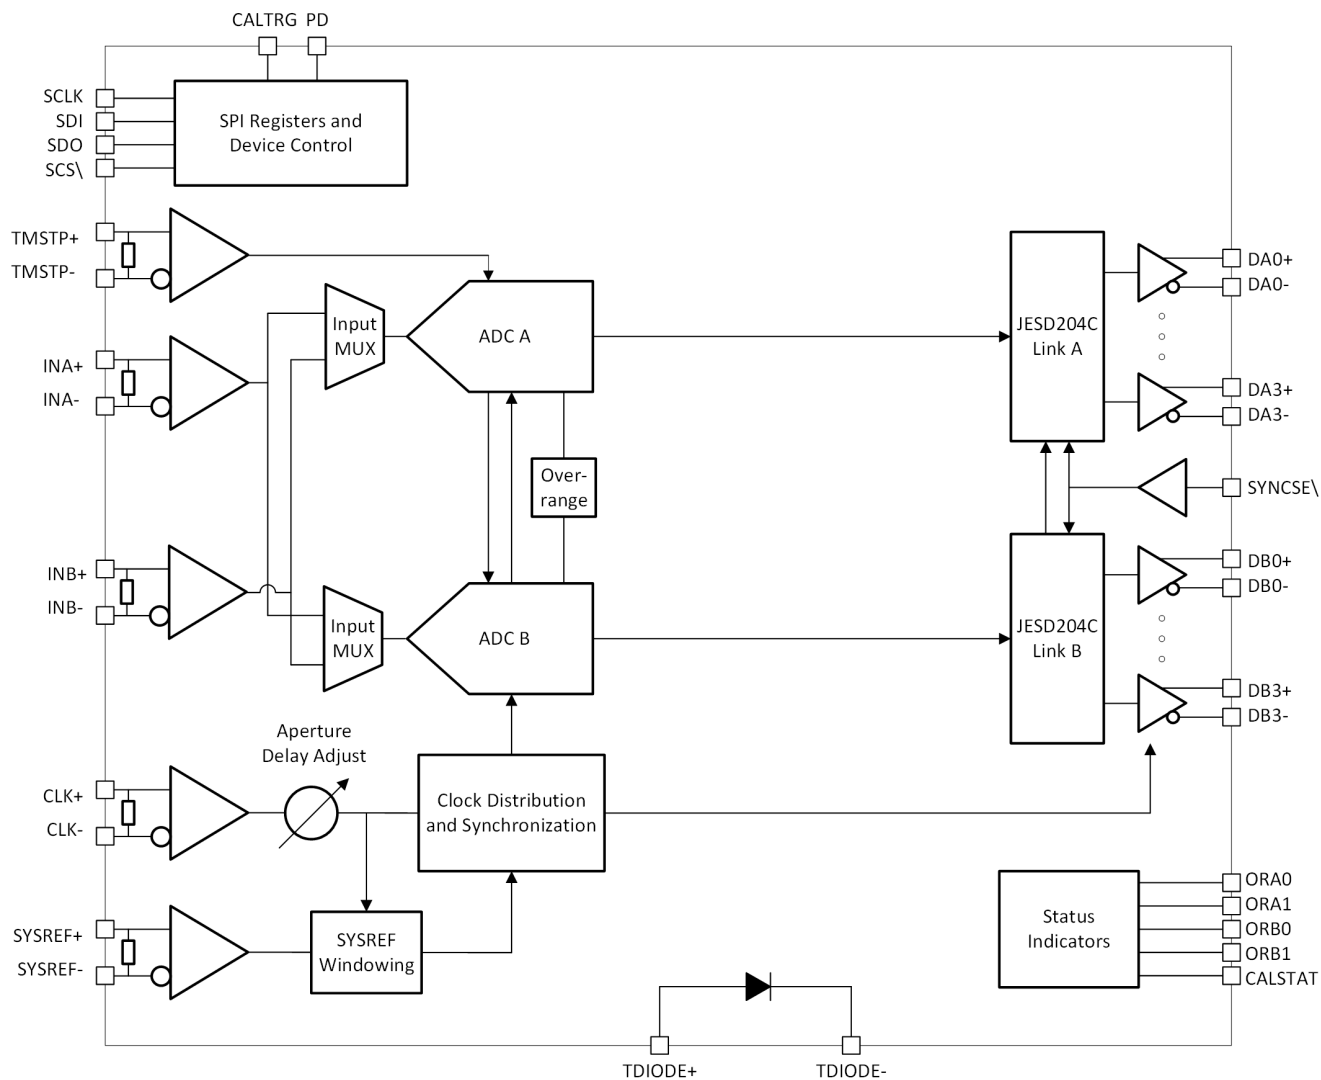 CALTRG PD
SCLK
SDI
SDO
SCS\
SPI Registers and
Device Control
TMSTP+
TMSTP-
INA+
INA-
Input
MUX
ADC A
JESD204C
Link A
DA0+
DA0-
DA3+
DA3-
Over-
range
SYNCSE\
INB+
INB-
Input
MUX
ADC B
JESD204C
Link B
DB0+
DB0-
DB3+
DB3-
Aperture
Delay Adjust
CLK+
CLK-
Clock Distribution
and Synchronization
SYSREF+
SYSREF-
SYSREF
Windowing
Status
Indicators
ORA0
ORA1
ORB0
ORB1
CALSTAT
TDIODE+
TDIODE-